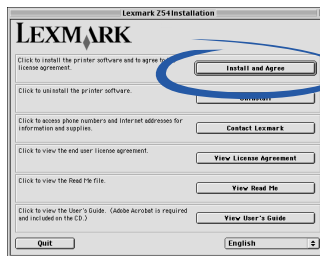 Lexmark Z54 Installation
LEXMARK
Click to install the printer software and to agree to
license agreement.
Install and Agree
Click to uninstall the printer software.
Click to access phone numbers and Internet addresses for
information and supplies.
Contact Lexmark
Click to view the end user license agreement.
View License Agreement
Click to view the Read Me file.
View Read Me
Click to view the User's Guide. (Adobe Acrobat is required
and included on the CD.)
View User's Guide
Quit
English